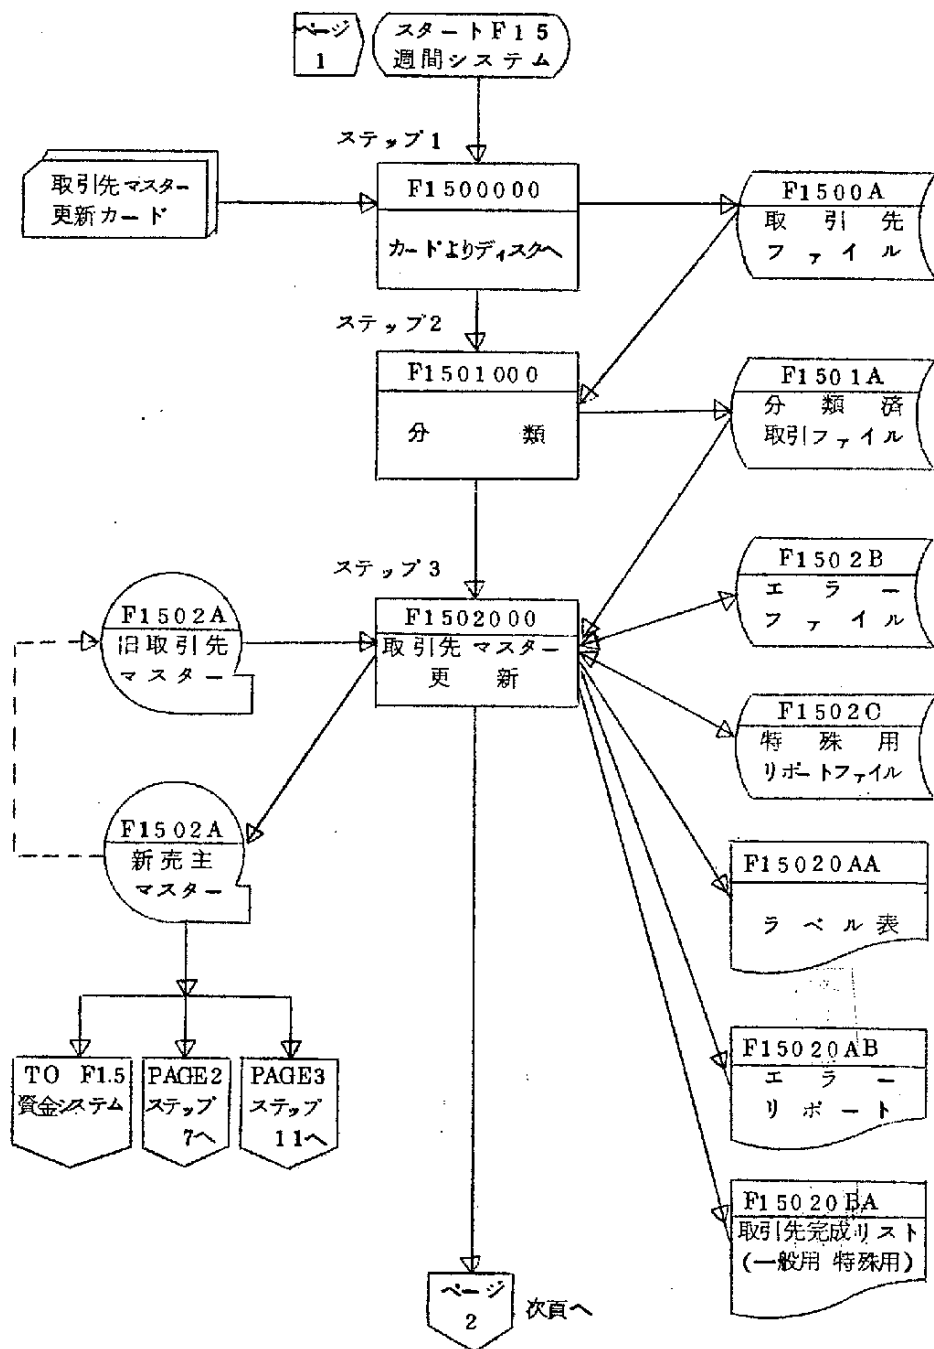 ページ
1
スタートF15
週間システム
ステップ1
取引先マスター
更新カード
F1500000
カードよりディスクへ
F1500A
取引先
ファイル
ステップ2
F1501000
分類
F1501A
分類済
取引ファイル
ステップ3
F1502000
取引先マスター
更新
F1502A
旧取引先
マスター
F1502B
エラー
ファイル
F1502C
特殊用
リポートファイル
F1502A
新売主
マスター
F15020AA
ラベル表
TO F1.5
資金システム
PAGE2
ステップ
7へ
PAGE3
ステップ
11へ
F15020AB
エラー
リポート
F15020BA
取引先完成リスト
(一般用 特殊用)
ページ
2
次頁へ